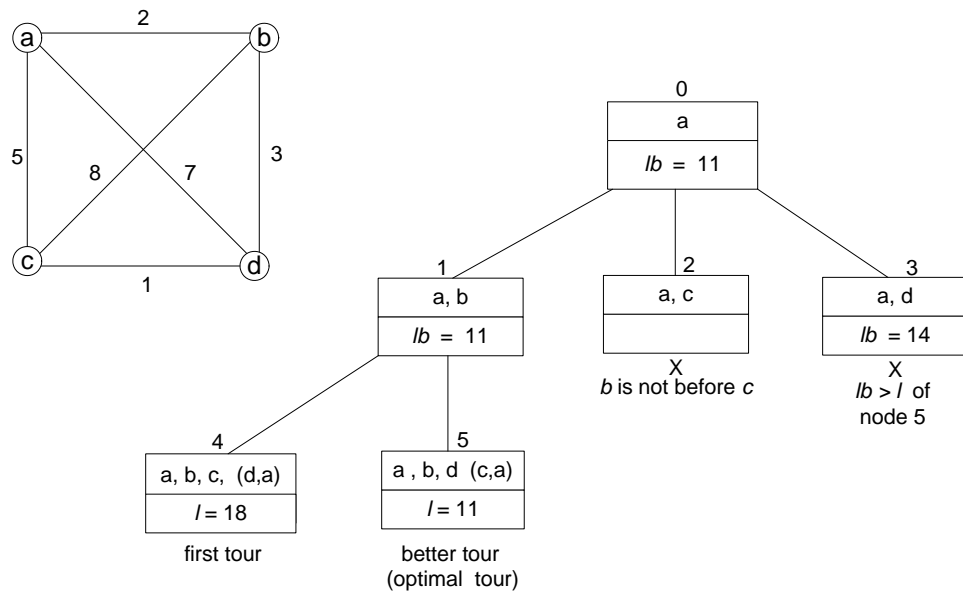 2
a
b
5
8
7
3
c
d
1
0
a
lb = 11
1
a, b
lb = 11
2
a, c
X
b is not before c
3
a, d
lb = 14
X
lb > l of
node 5
4
a, b, c, (d,a)
l = 18
first tour
5
a , b, d (c,a)
l = 11
better tour
(optimal tour)